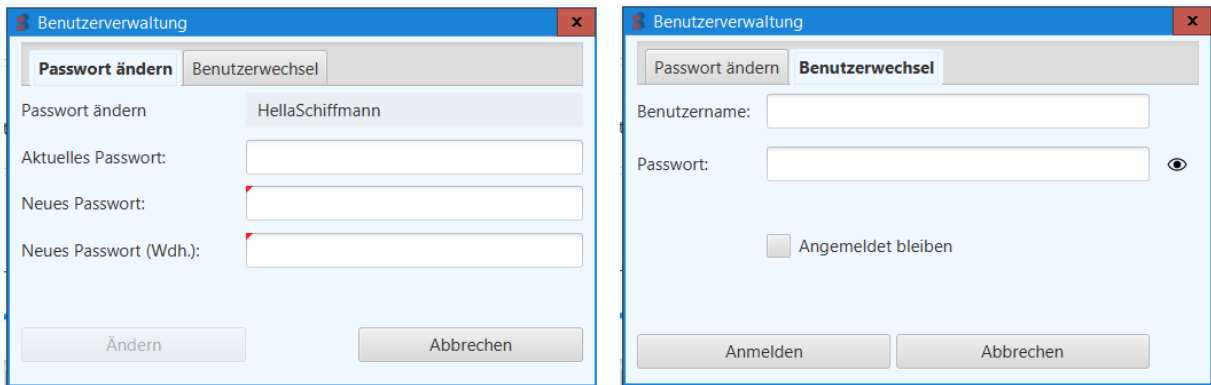 Benutzerverwaltung x
Passwort ändern Benutzerwechsel
Passwort ändern HellaSchiffmann
Aktuelles Passwort:
Neues Passwort:
Neues Passwort (Wdh.):
Ändern Abbrechen
Benutzerverwaltung x
Passwort ändern Benutzerwechsel
Benutzername:
Passwort:
Angemeldet bleiben
Anmelden Abbrechen